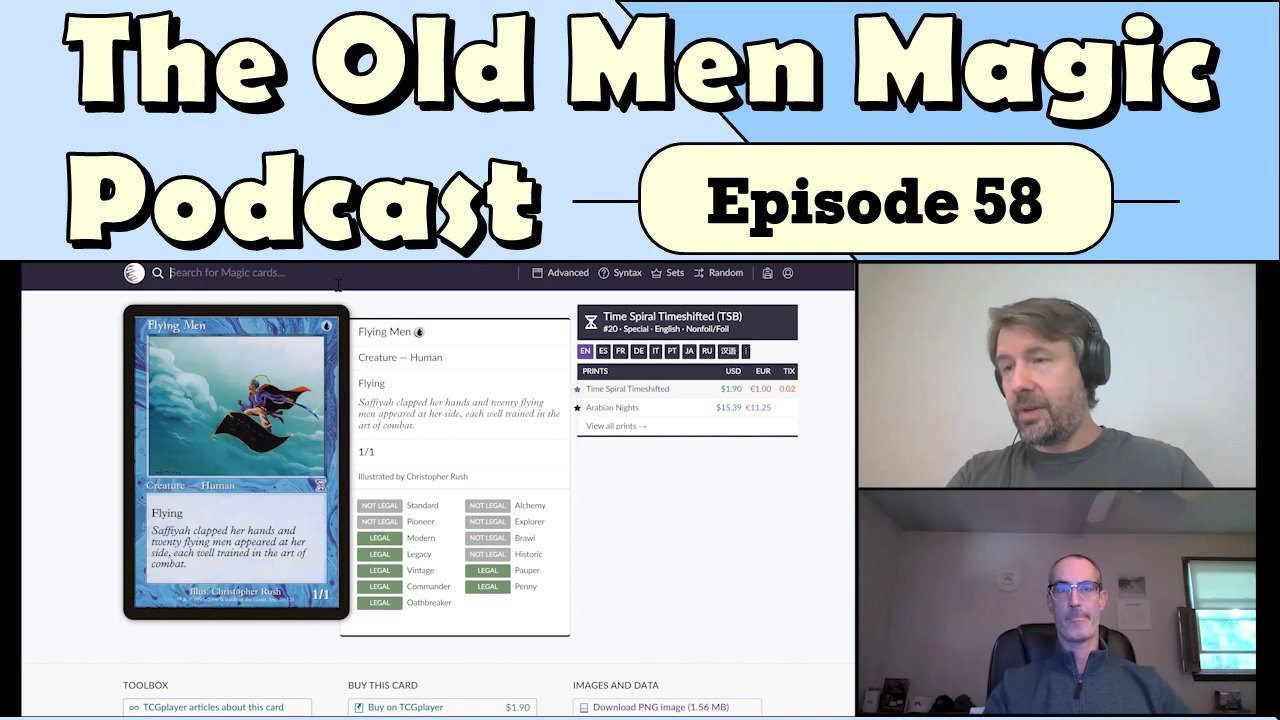 The Old Men Magic
Podcast
Episode 58
Search for Magic cards...
Advanced
Syntax
Sets
Random
Flying Men
Creature — Human
Flying
Saffiyah clapped her hands and
twenty flying men appeared at her
side, each well trained in the art of
combat.
Illus. Christopher Rush
1/1
Flying Men
Creature — Human
Flying
Saffiyah clapped her hands and twenty flying
men appeared at her side, each well trained in the
art of combat.
1/1
Illustrated by Christopher Rush
NOT LEGAL Standard NOT LEGAL Alchemy
NOT LEGAL Pioneer NOT LEGAL Explorer
LEGAL Modern NOT LEGAL Brawl
LEGAL Legacy NOT LEGAL Historic
LEGAL Vintage LEGAL Pauper
LEGAL Commander LEGAL Penny
LEGAL Oathbreaker
Time Spiral Timeshifted (TSB)
#20 · Special · English · Nonfoil/Foil
EN ES FR DE IT PT JA RU 汉语
PRINTS USD EUR TIX
Time Spiral Timeshifted $1.90 €1.00 0.02
Arabian Nights $15.39 €11.25
View all prints →
TOOLBOX
TCGplayer articles about this card
BUY THIS CARD
Buy on TCGplayer $1.90
IMAGES AND DATA
Download PNG image (1.56 MB)